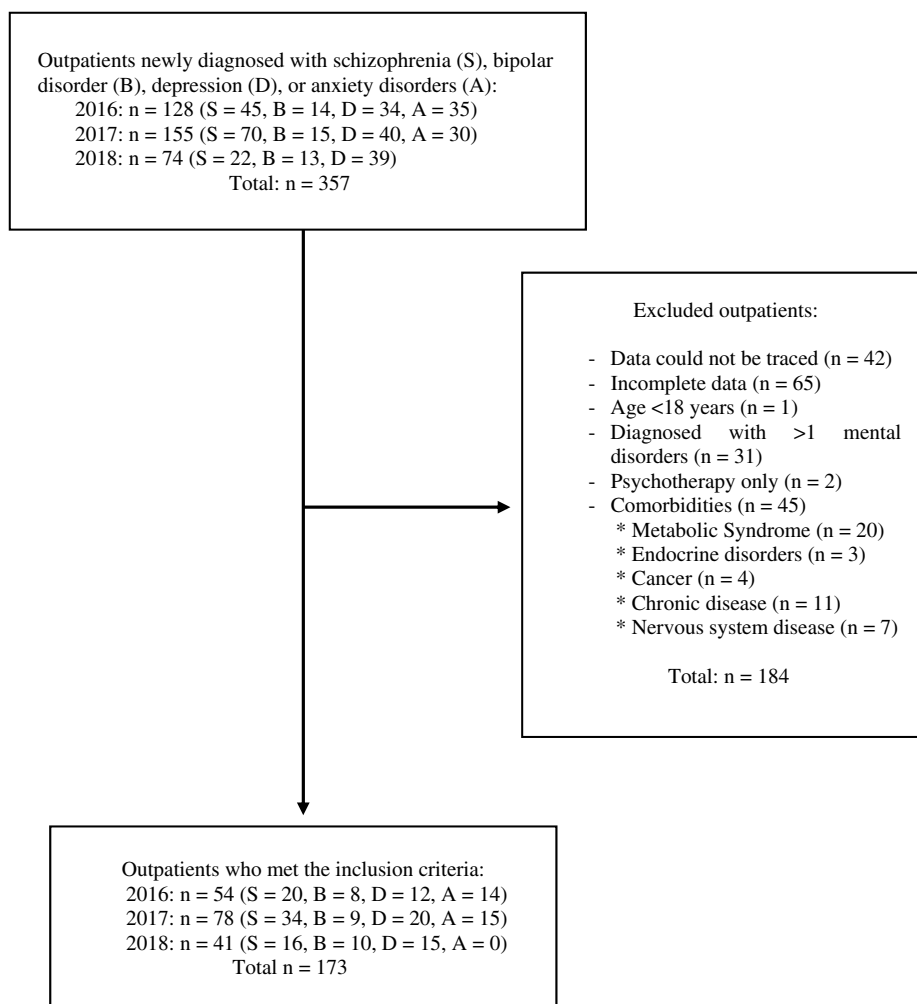 Outpatients newly diagnosed with schizophrenia (S), bipolar
disorder (B), depression (D), or anxiety disorders (A):
2016: n = 128 (S = 45, B = 14, D = 34, A = 35)
2017: n = 155 (S = 70, B = 15, D = 40, A = 30)
2018: n = 74 (S = 22, B = 13, D = 39)
Total: n = 357
Excluded outpatients:
- Data could not be traced (n = 42)
- Incomplete data (n = 65)
- Age <18 years (n = 1)
- Diagnosed with >1 mental
disorders (n = 31)
- Psychotherapy only (n = 2)
- Comorbidities (n = 45)
* Metabolic Syndrome (n = 20)
* Endocrine disorders (n = 3)
* Cancer (n = 4)
* Chronic disease (n = 11)
* Nervous system disease (n = 7)
Total: n = 184
Outpatients who met the inclusion criteria:
2016: n = 54 (S = 20, B = 8, D = 12, A = 14)
2017: n = 78 (S = 34, B = 9, D = 20, A = 15)
2018: n = 41 (S = 16, B = 10, D = 15, A = 0)
Total n = 173